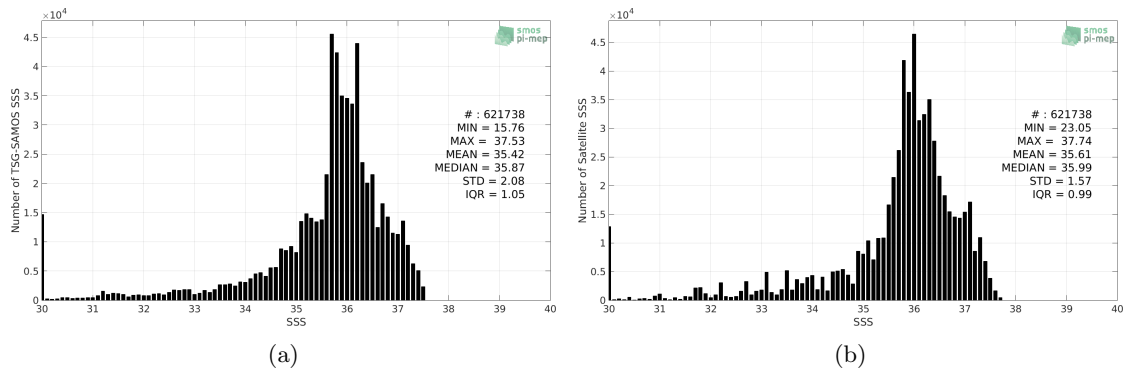 ×10⁴
4.5
4
3.5
3
2.5
2
1.5
1
0.5
0
30 31 32 33 34 35 36 37 38 39 40
SSS
Number of TSG-SAMOS SSS
smos
pi-mep
# : 621738
MIN = 15.76
MAX = 37.53
MEAN = 35.42
MEDIAN = 35.87
STD = 2.08
IQR = 1.05
(a)
×10⁴
4.5
4
3.5
3
2.5
2
1.5
1
0.5
0
30 31 32 33 34 35 36 37 38 39 40
SSS
Number of Satellite SSS
smos
pi-mep
# : 621738
MIN = 23.05
MAX = 37.74
MEAN = 35.61
MEDIAN = 35.99
STD = 1.57
IQR = 0.99
(b)